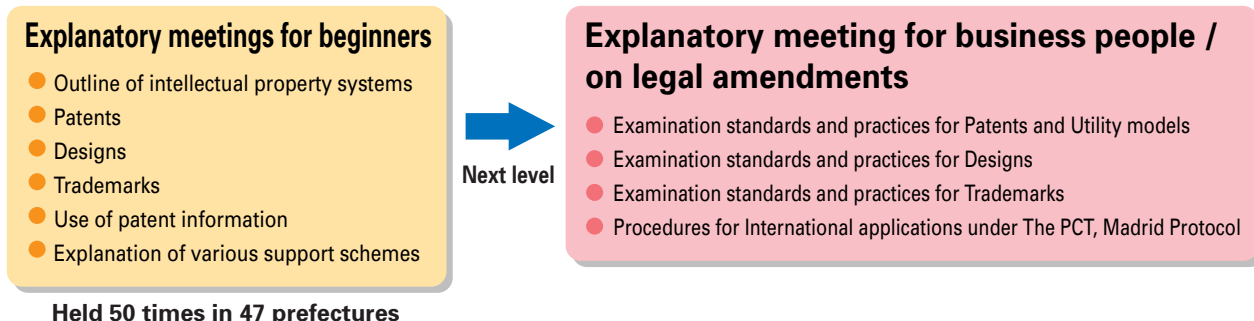 Explanatory meetings for beginners
Outline of intellectual property systems
Patents
Designs
Trademarks
Use of patent information
Explanation of various support schemes
Held 50 times in 47 prefectures
Next level
Explanatory meeting for business people /
on legal amendments
Examination standards and practices for Patents and Utility models
Examination standards and practices for Designs
Examination standards and practices for Trademarks
Procedures for International applications under The PCT, Madrid Protocol